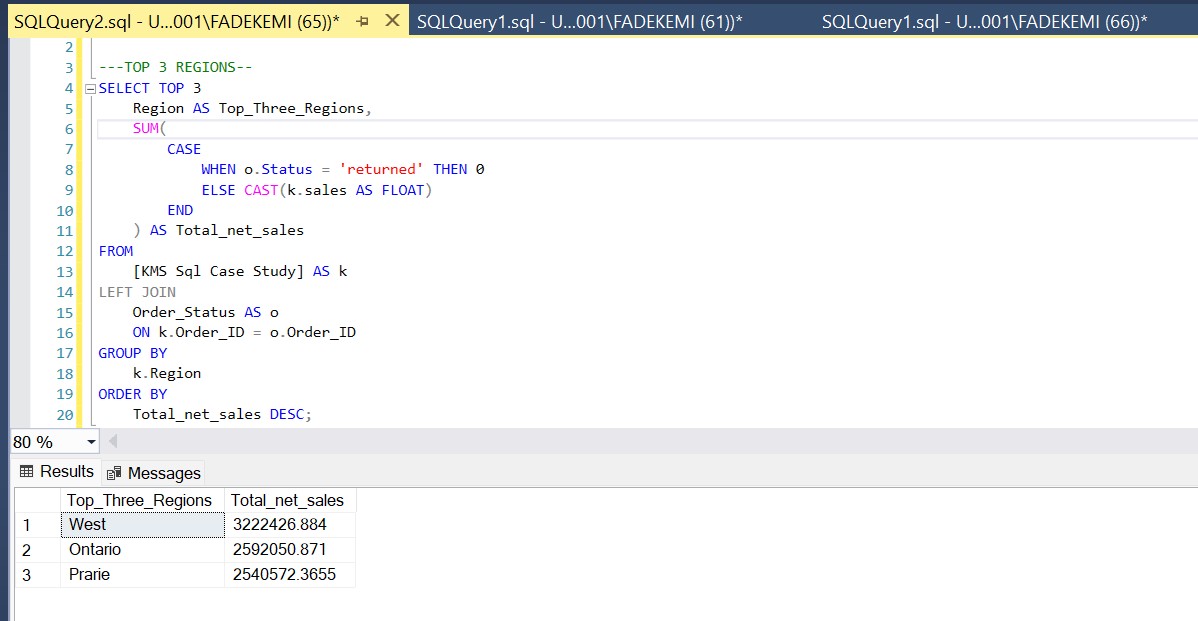 SQLQuery2.sql - U...001\FADEKEMI (65))* SQLQuery1.sql - U...001\FADEKEMI (61))* SQLQuery1.sql - U...001\FADEKEMI (66))*
2
3 ---TOP 3 REGIONS--
4 SELECT TOP 3
5 Region AS Top_Three_Regions,
6 SUM(
7 CASE
8 WHEN o.Status = 'returned' THEN 0
9 ELSE CAST(k.sales AS FLOAT)
10 END
11 ) AS Total_net_sales
12 FROM
13 [KMS Sql Case Study] AS k
14 LEFT JOIN
15 Order_Status AS o
16 ON k.Order_ID = o.Order_ID
17 GROUP BY
18 k.Region
19 ORDER BY
20 Total_net_sales DESC;
80 %
Results Messages
Top_Three_Regions Total_net_sales
1 West 3222426.884
2 Ontario 2592050.871
3 Prarie 2540572.3655